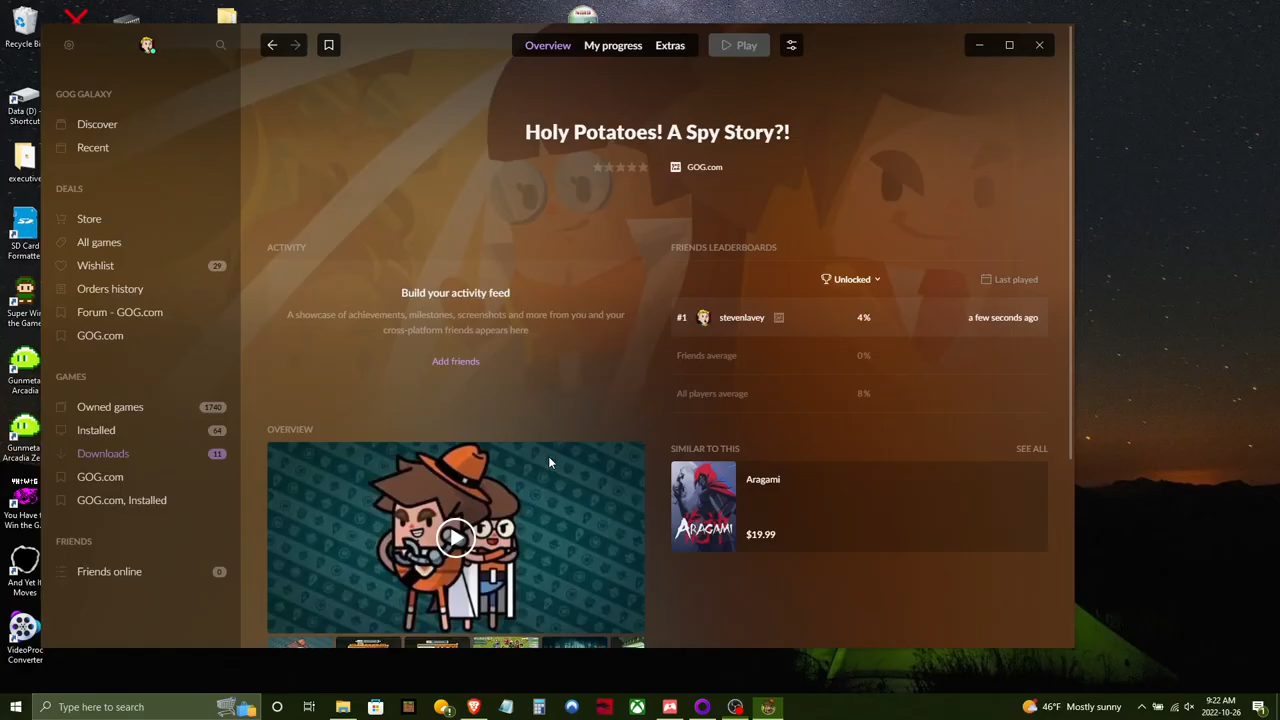 Recycle Bin
Data (D) - Shortcut
executive
SD Card Formatter
Super Win the Game
Gunmetal Arcadia
Gunmetal Arcadia Ze
You Have to Win the G
And Yet It Moves
VideoProc Converter
GOG GALAXY
Discover
Recent
DEALS
Store
All games
Wishlist 29
Orders history
Forum - GOG.com
GOG.com
GAMES
Owned games 1740
Installed 64
Downloads 11
GOG.com
GOG.com, Installed
FRIENDS
Friends online 0
Overview My progress Extras Play
Holy Potatoes! A Spy Story?!
GOG.com
ACTIVITY
Build your activity feed
A showcase of achievements, milestones, screenshots and more from you and your
cross-platform friends appears here
Add friends
OVERVIEW
FRIENDS LEADERBOARDS
Unlocked Last played
#1 stevenlavey 4% a few seconds ago
Friends average 0%
All players average 8%
SIMILAR TO THIS SEE ALL
ARAGAMI
Aragami
$19.99
Type here to search
46°F Mostly sunny
9:22 AM
2022-10-26